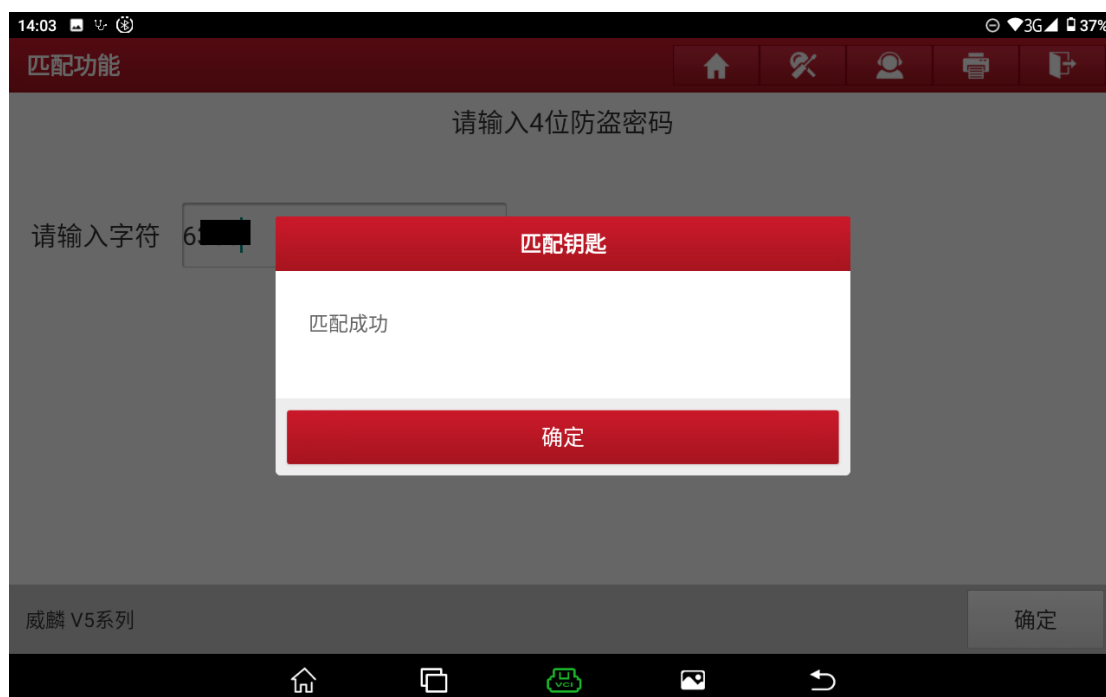 14:03
3G 37%
匹配功能
请输入4位防盗密码
请输入字符
匹配钥匙
匹配成功
确定
威麟 V5系列
确定
VCI